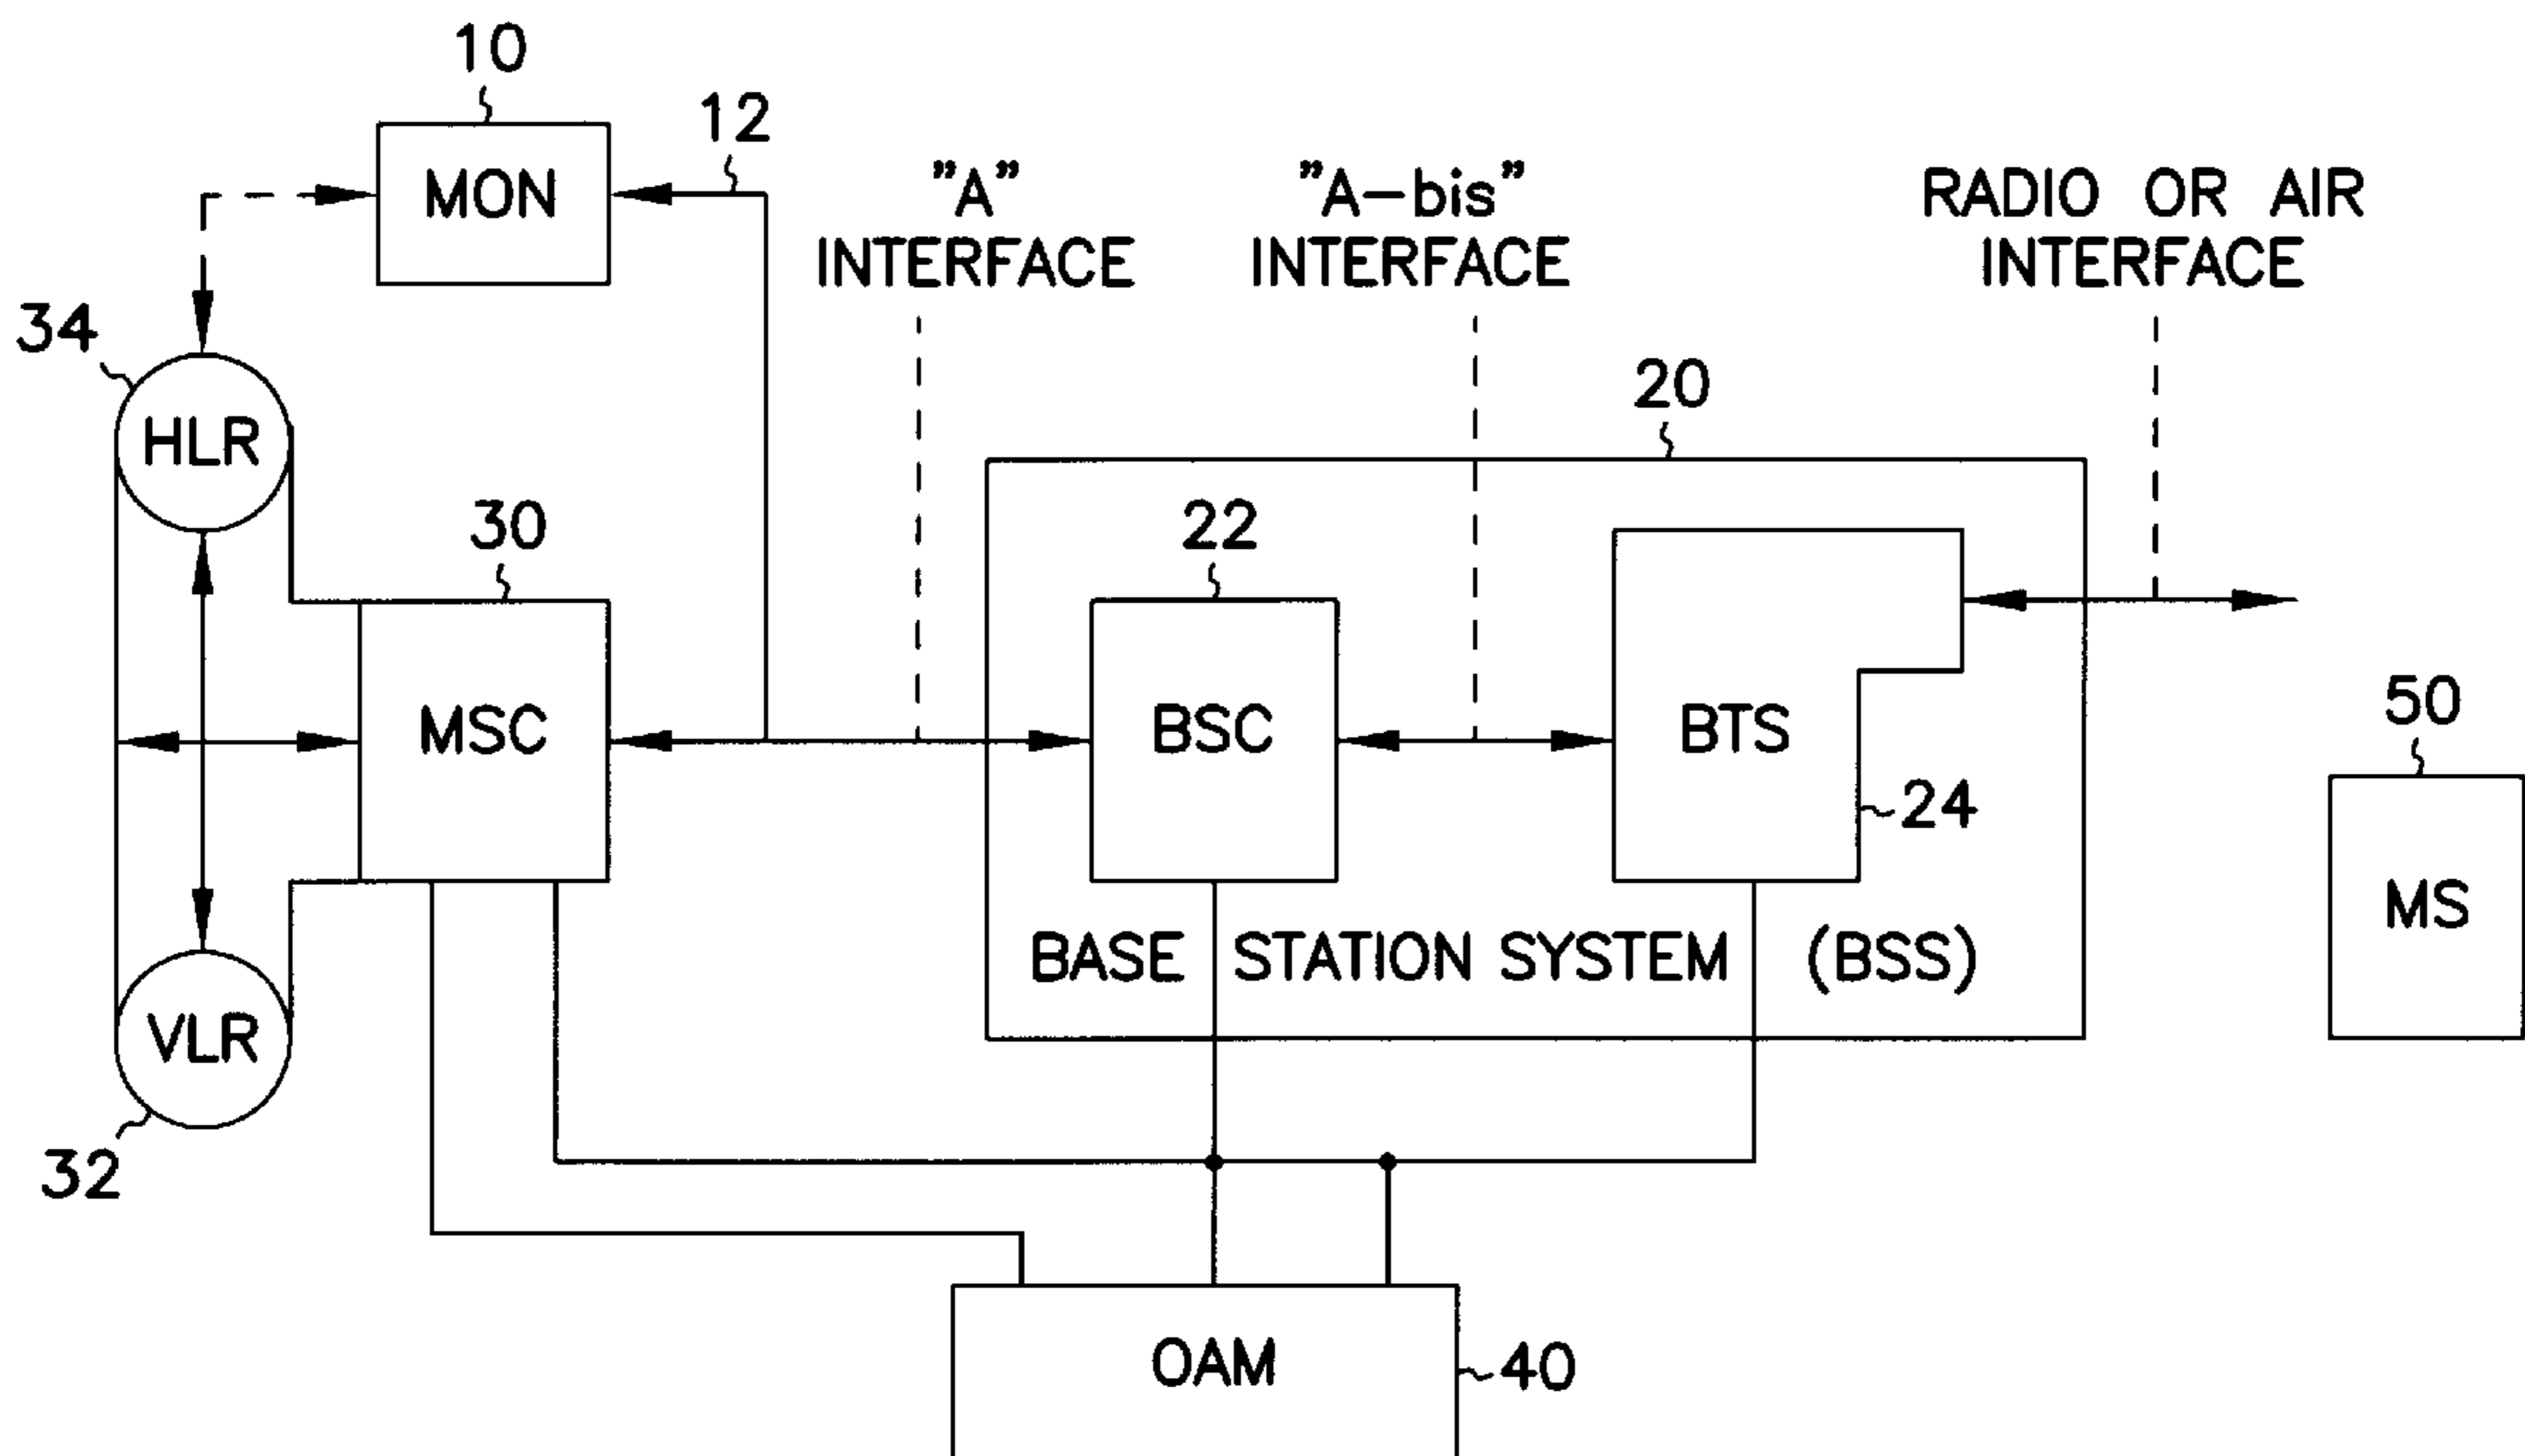 10
12
MON
"A"
INTERFACE
"A-bis"
INTERFACE
RADIO OR AIR
INTERFACE
34
HLR
20
30
22
MSC
BSC
BTS
24
50
MS
BASE STATION SYSTEM (BSS)
VLR
32
OAM
40